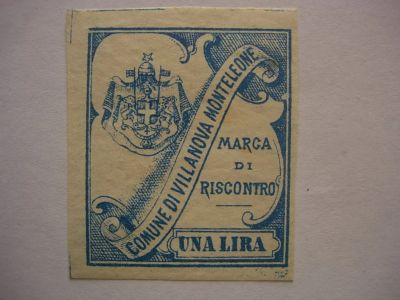 COMUNE DI VILLANOVA MONTELEONE
MARCA
DI
RISCONTRO
UNA LIRA